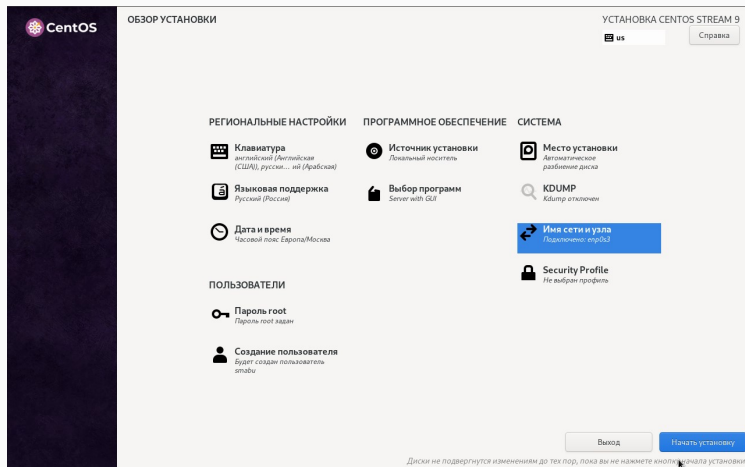 CentOS
ОБЗОР УСТАНОВКИ
УСТАНОВКА CENTOS STREAM 9
us
Справка
РЕГИОНАЛЬНЫЕ НАСТРОЙКИ
Клавиатура
английский (Английская
(США)), русски... ий (Арабская)
Языковая поддержка
Русский (Россия)
Дата и время
Часовой пояс Европа/Москва
ПРОГРАММНОЕ ОБЕСПЕЧЕНИЕ
Источник установки
Локальный носитель
Выбор программ
Server with GUI
СИСТЕМА
Место установки
Автоматическое
разбиение диска
KDUMP
Kdump отключен
Имя сети и узла
Подключено: enp0s3
Security Profile
Не выбран профиль
ПОЛЬЗОВАТЕЛИ
Пароль root
Пароль root задан
Создание пользователя
Будет создан пользователь
smabu
Выход
Начать установку
Диски не подвергнутся изменениям до тех пор, пока вы не нажмете кнопку начала установки